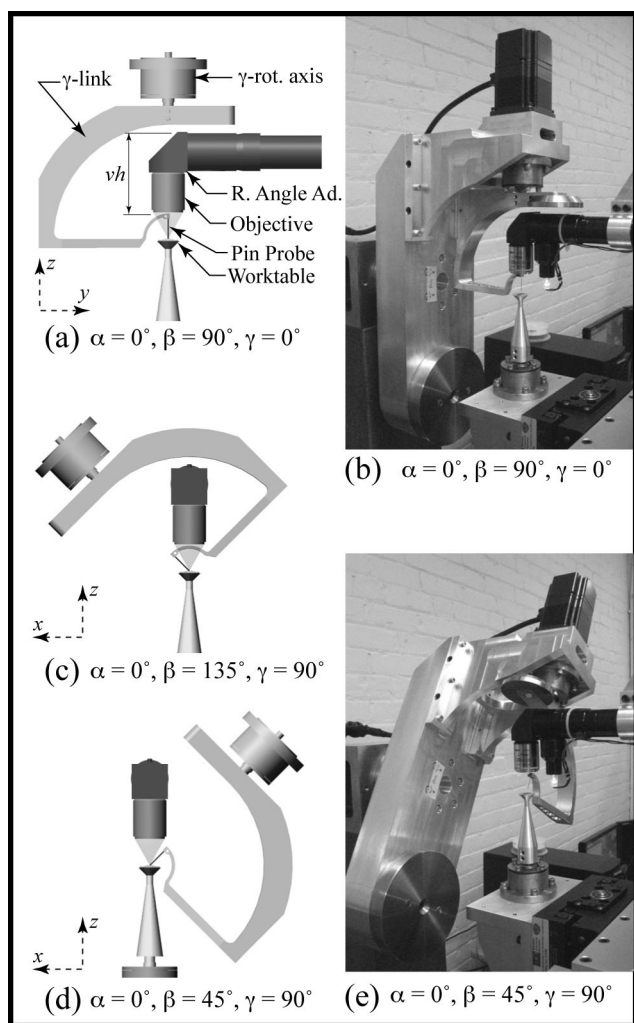 γ-link
γ-rot. axis
vh
R. Angle Ad.
Objective
Pin Probe
Worktable
z
y
(a) α = 0°, β = 90°, γ = 0°
(b) α = 0°, β = 90°, γ = 0°
z
x
(c) α = 0°, β = 135°, γ = 90°
z
x
(d) α = 0°, β = 45°, γ = 90°
(e) α = 0°, β = 45°, γ = 90°